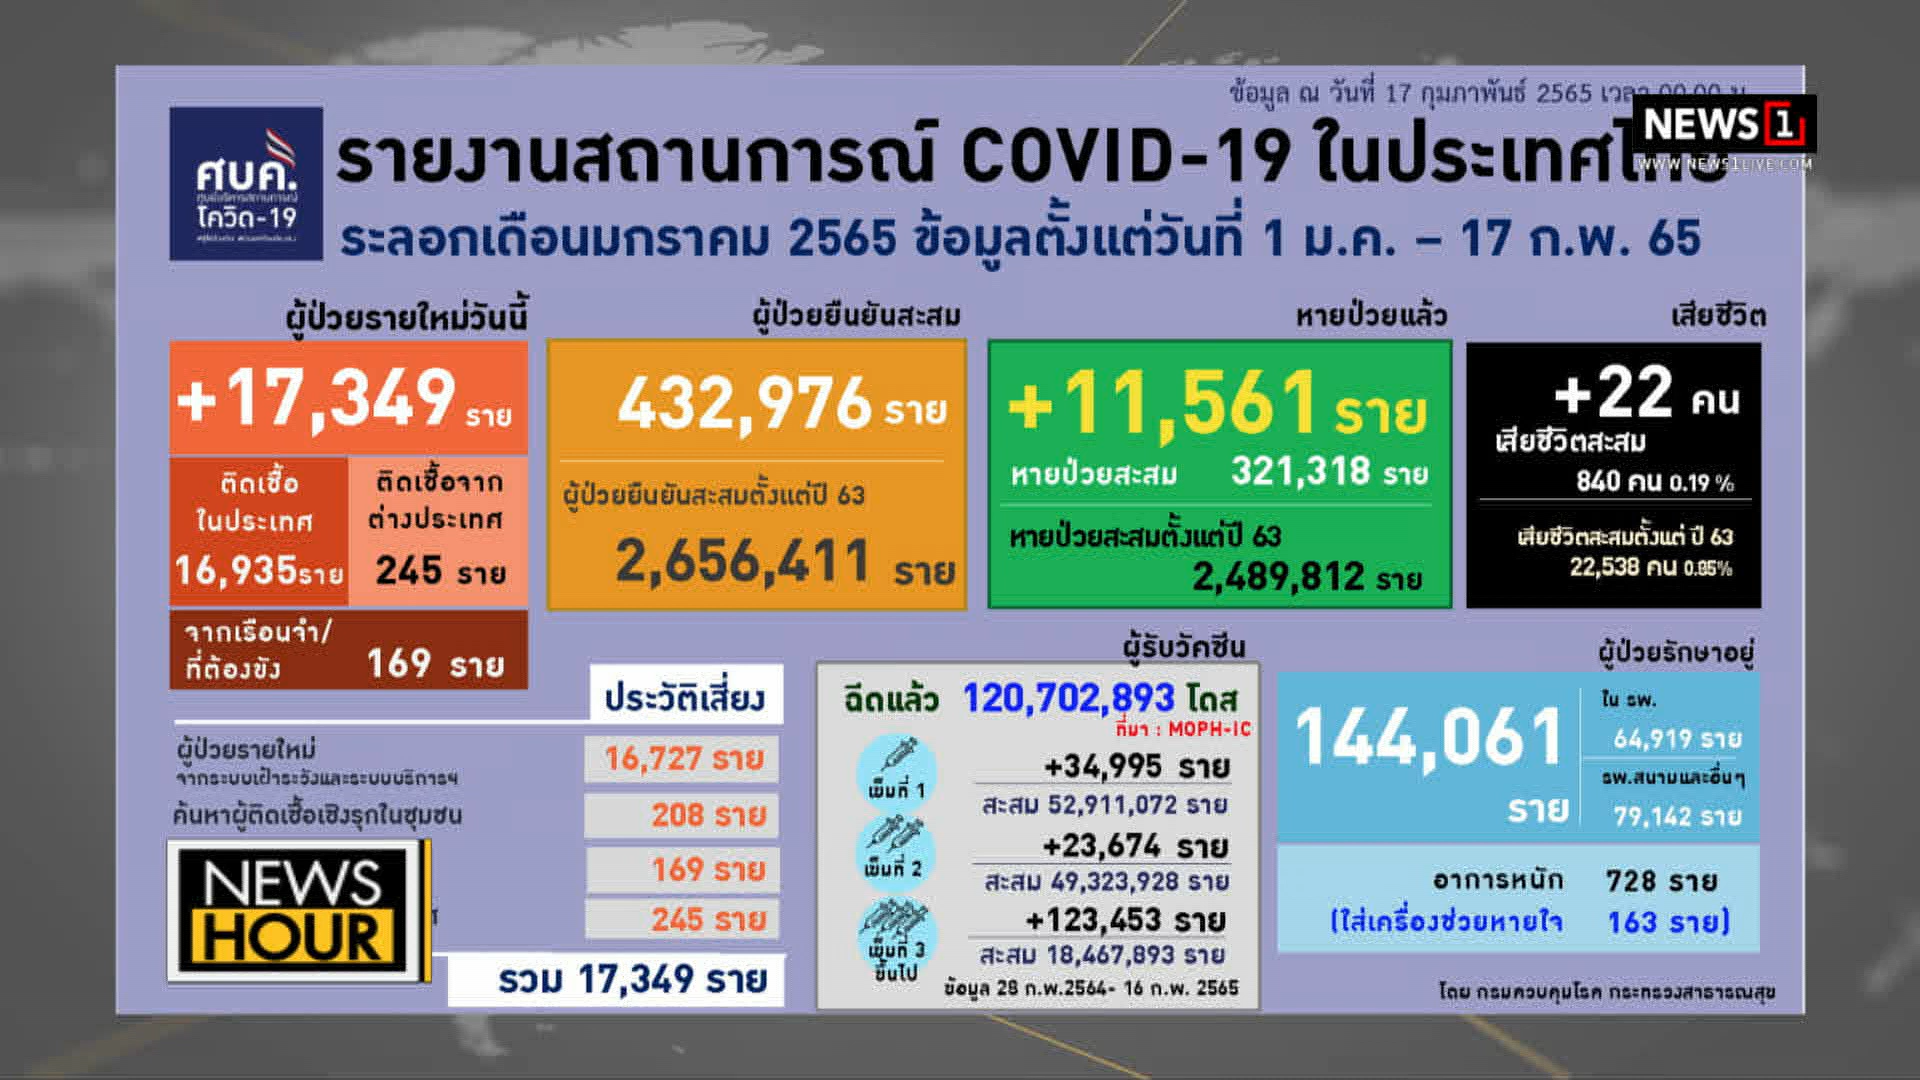 ข้อมูล ณ วันที่ 17 กุมภาพันธ์ 2565 เวลา
NEWS 1
WWW.NEWS1LIVE.COM
ศบค.
โควิด-19
รายงานสถานการณ์ COVID-19 ในประเทศไทย
ระลอกเดือนมกราคม 2565 ข้อมูลตั้งแต่วันที่ 1 ม.ค. – 17 ก.พ. 65
ผู้ป่วยรายใหม่วันนี้
+17,349 ราย
ติดเชื้อ
ในประเทศ
16,935ราย
ติดเชื้อจาก
ต่างประเทศ
245 ราย
จากเรือนจำ/
ที่ต้องขัง
169 ราย
ผู้ป่วยยืนยันสะสม
432,976 ราย
ผู้ป่วยยืนยันสะสมตั้งแต่ปี 63
2,656,411 ราย
หายป่วยแล้ว
+11,561 ราย
หายป่วยสะสม 321,318 ราย
หายป่วยสะสมตั้งแต่ปี 63
2,489,812 ราย
เสียชีวิต
+22 คน
เสียชีวิตสะสม
840 คน 0.19 %
เสียชีวิตสะสมตั้งแต่ ปี 63
22,538 คน 0.85%
ประวัติเสี่ยง
ผู้ป่วยรายใหม่
จากระบบเฝ้าระวังและระบบบริการฯ
16,727 ราย
ค้นหาผู้ติดเชื้อเชิงรุกในชุมชน
208 ราย
169 ราย
245 ราย
รวม 17,349 ราย
NEWS
HOUR
ผู้รับวัคซีน
ฉีดแล้ว 120,702,893 โดส
ที่มา : MOPH-IC
เข็มที่ 1
+34,995 ราย
สะสม 52,911,072 ราย
เข็มที่ 2
+23,674 ราย
สะสม 49,323,928 ราย
เข็มที่ 3
ขึ้นไป
+123,453 ราย
สะสม 18,467,893 ราย
ข้อมูล 28 ก.พ.2564- 16 ก.พ. 2565
ผู้ป่วยรักษาอยู่
144,061
ราย
ใน รพ.
64,919 ราย
รพ.สนามและอื่นๆ
79,142 ราย
อาการหนัก 728 ราย
(ใส่เครื่องช่วยหายใจ 163 ราย)
โดย กรมควบคุมโรค กระทรวงสาธารณสุข